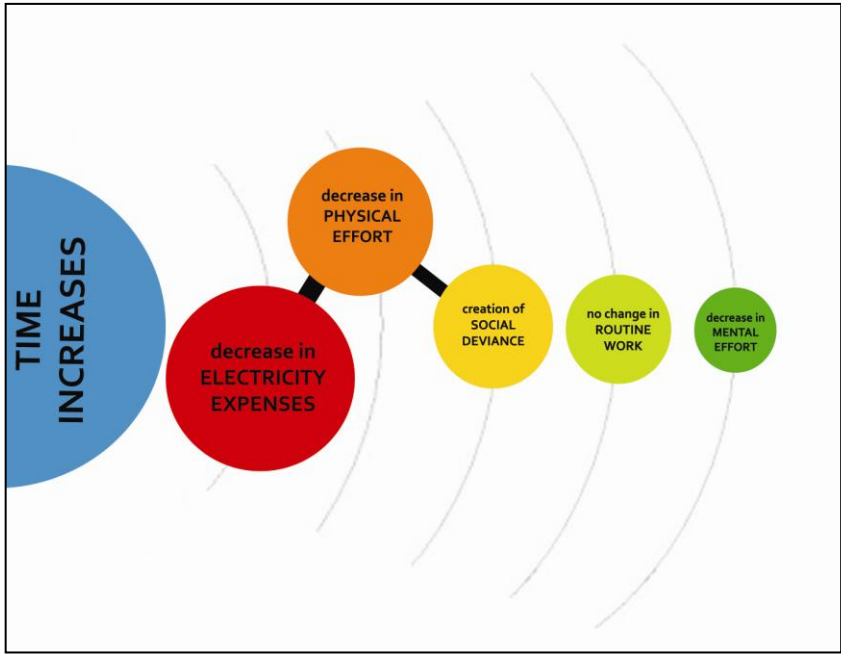 TIME
INCREASES
decrease in
ELECTRICITY
EXPENSES
decrease in
PHYSICAL
EFFORT
creation of
SOCIAL
DEVIANCE
no change in
ROUTINE
WORK
decrease in
MENTAL
EFFORT